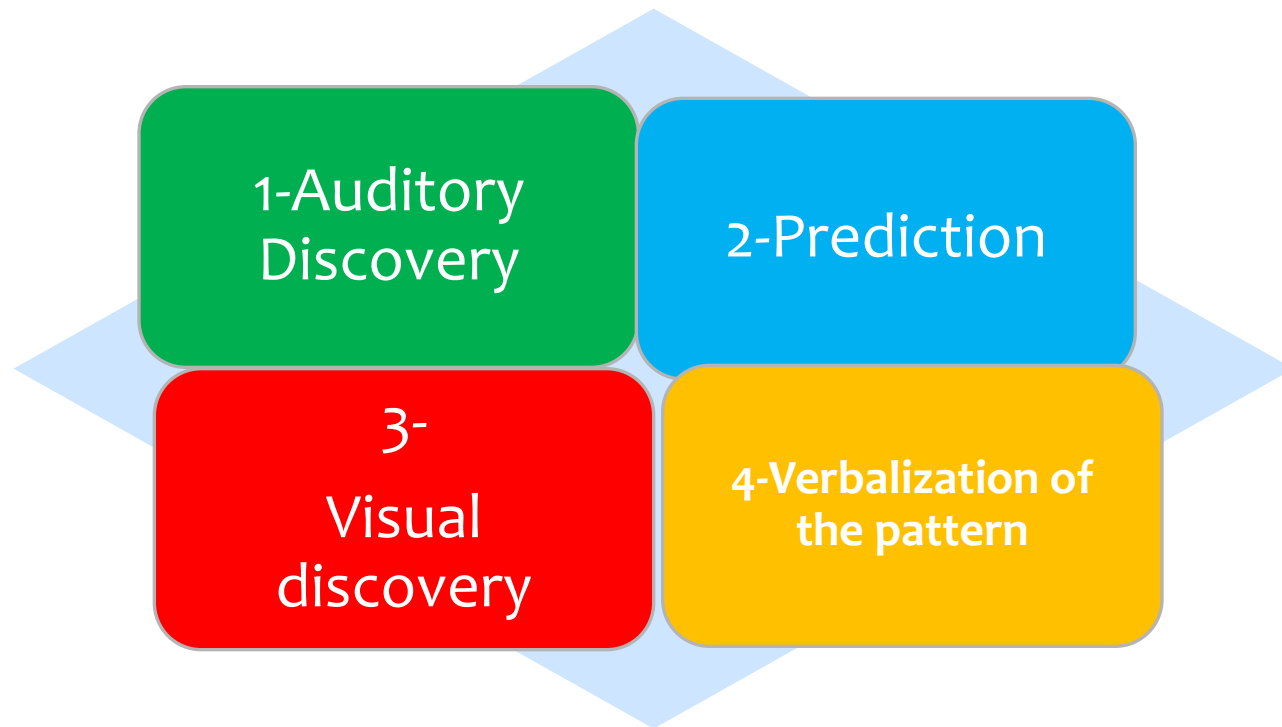 1-Auditory
Discovery
2-Prediction
3-
Visual
discovery
4-Verbalization of
the pattern